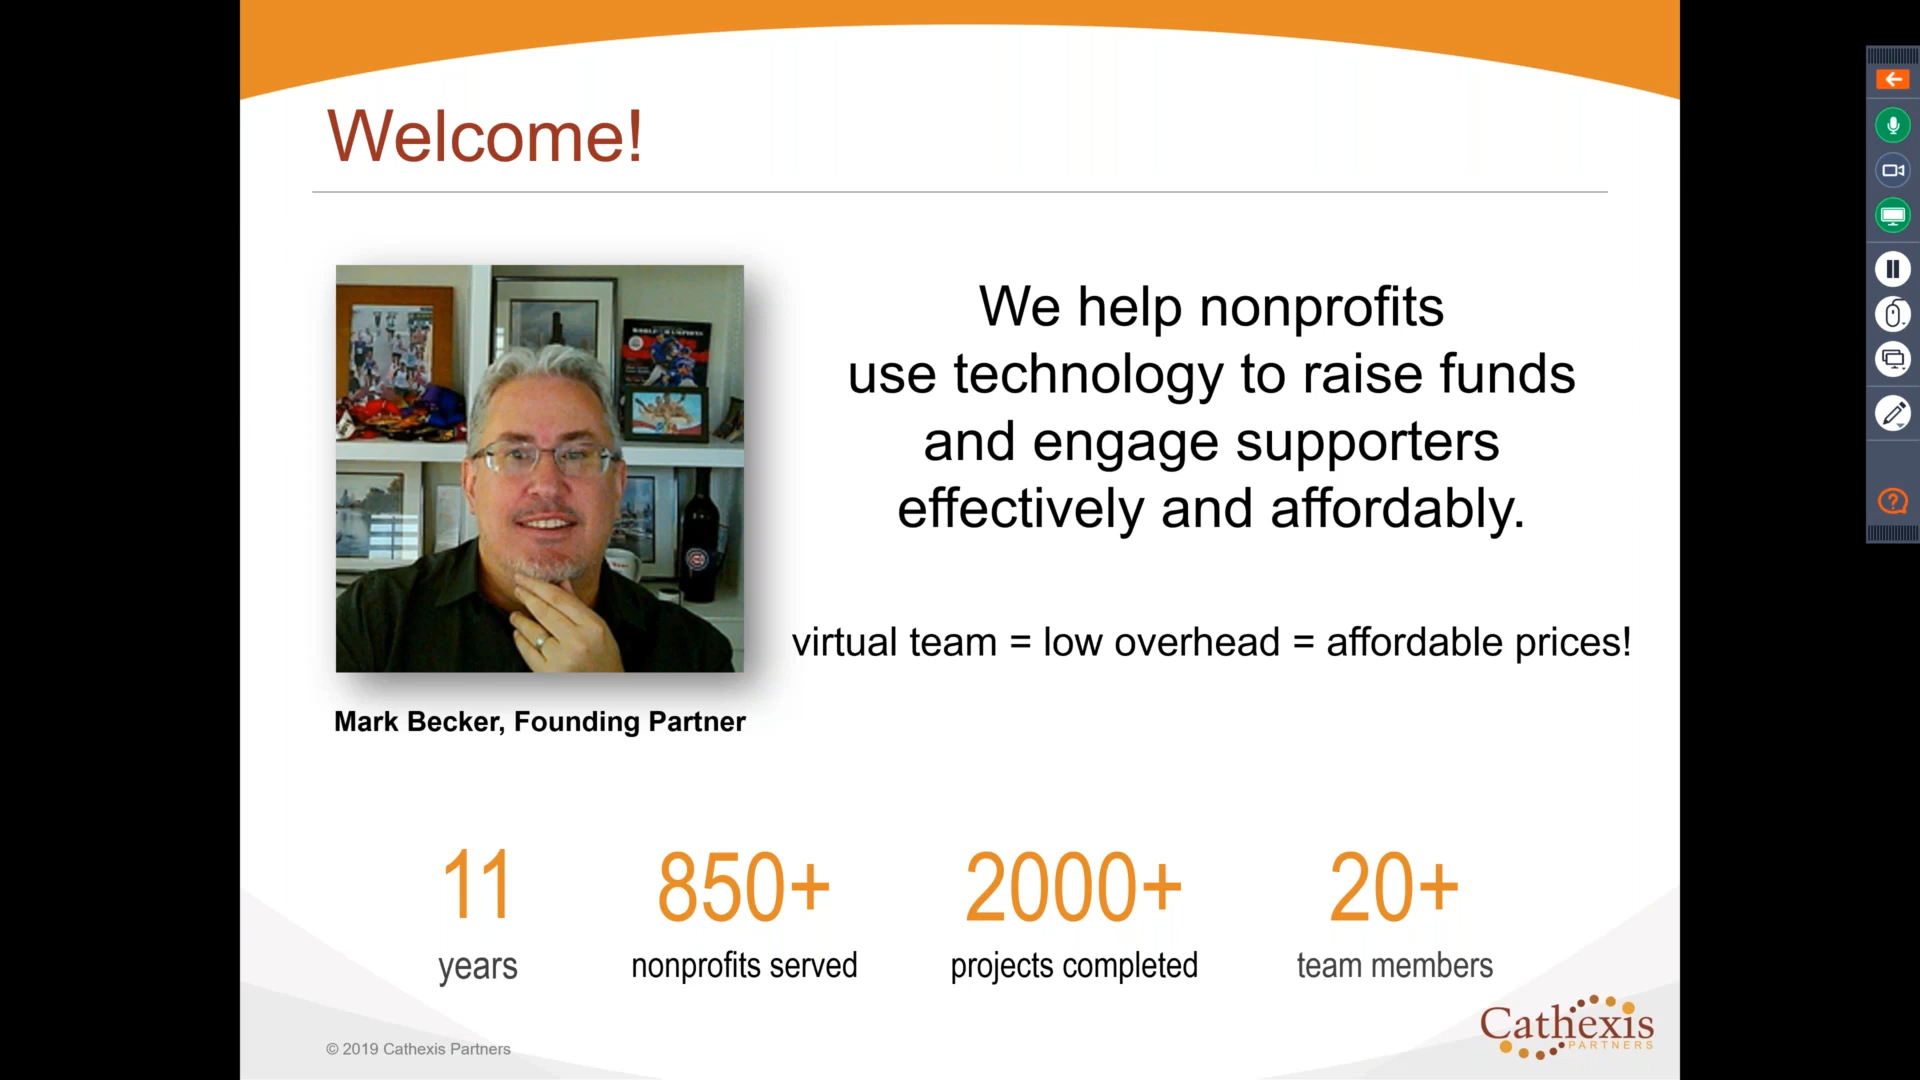 Welcome!
WORLD CHAMPIONS
We help nonprofits
use technology to raise funds
and engage supporters
effectively and affordably.
virtual team = low overhead = affordable prices!
Mark Becker, Founding Partner
11
years
850+
nonprofits served
2000+
projects completed
20+
team members
© 2019 Cathexis Partners
Cathexis
PARTNERS